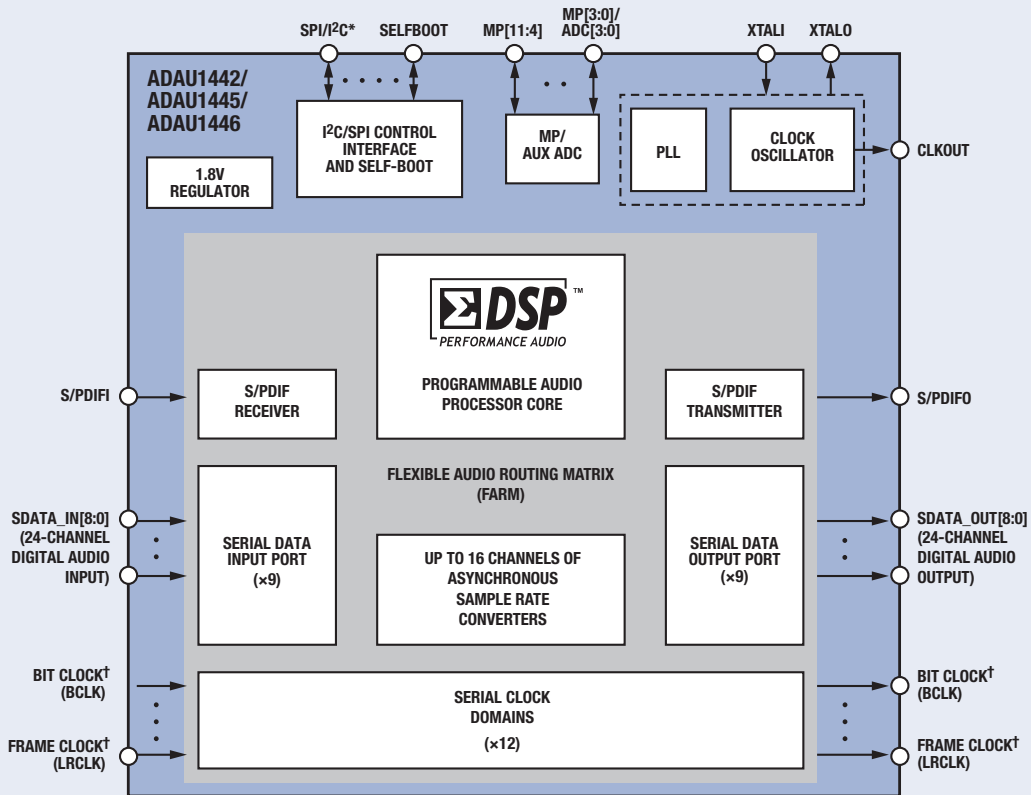 SPI/I²C*
SELFBOOT
MP[11:4]
MP[3:0]/
ADC[3:0]
XTALI
XTALO
ADAU1442/
ADAU1445/
ADAU1446
1.8V
REGULATOR
I²C/SPI CONTROL
INTERFACE
AND SELF-BOOT
MP/
AUX ADC
PLL
CLOCK
OSCILLATOR
CLKOUT
ΣDSP™
PERFORMANCE AUDIO
PROGRAMMABLE AUDIO
PROCESSOR CORE
S/PDIFI
S/PDIF
RECEIVER
S/PDIF
TRANSMITTER
S/PDIFO
FLEXIBLE AUDIO ROUTING MATRIX
(FARM)
SDATA_IN[8:0]
(24-CHANNEL
DIGITAL AUDIO
INPUT)
SERIAL DATA
INPUT PORT
(×9)
UP TO 16 CHANNELS OF
ASYNCHRONOUS
SAMPLE RATE
CONVERTERS
SERIAL DATA
OUTPUT PORT
(×9)
SDATA_OUT[8:0]
(24-CHANNEL
DIGITAL AUDIO
OUTPUT)
BIT CLOCK†
(BCLK)
FRAME CLOCK†
(LRCLK)
SERIAL CLOCK
DOMAINS
(×12)
BIT CLOCK†
(BCLK)
FRAME CLOCK†
(LRCLK)